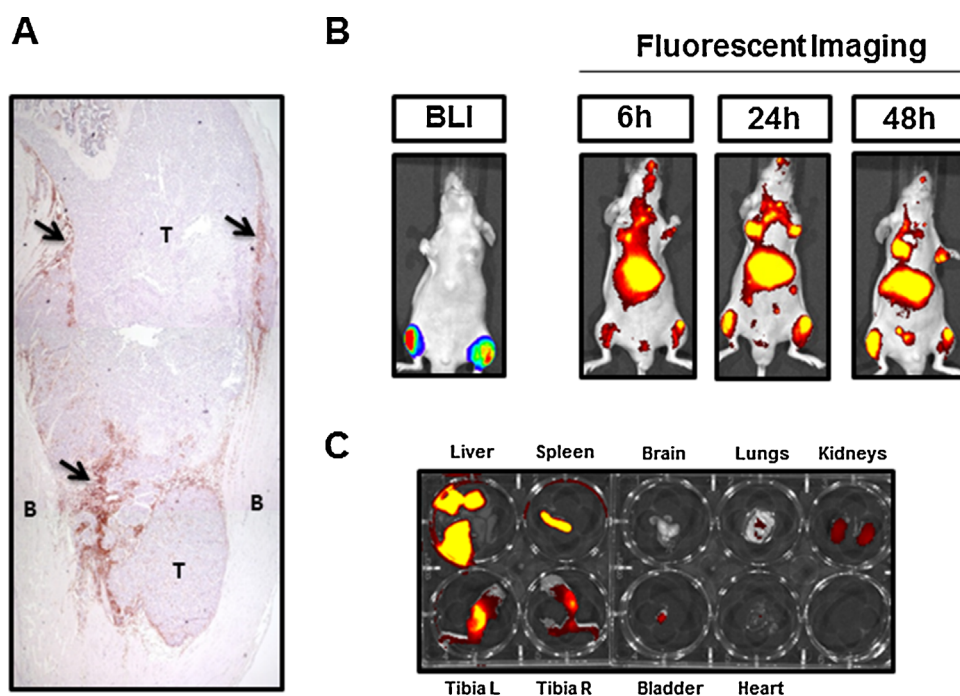 A
B
Fluorescent Imaging
BLI
6h
24h
48h
T
B
B
T
C
Liver
Spleen
Brain
Lungs
Kidneys
Tibia L
Tibia R
Bladder
Heart